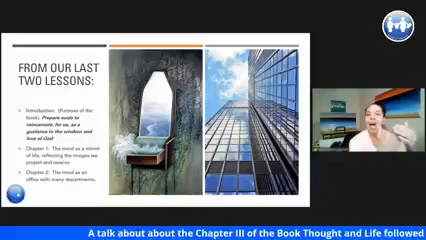 FROM OUR LAST
TWO LESSONS:
Introduction: (Purpose of the
book). Prepare souls to
reincarnate, for us, as a
guidance to the wisdom and
love of God
Chapter 1: The mind as a mirror
of life, reflecting the images we
project and receive
Chapter 2: The mind as an
office with many departments.
A talk about about the Chapter III of the Book Thought and Life followed